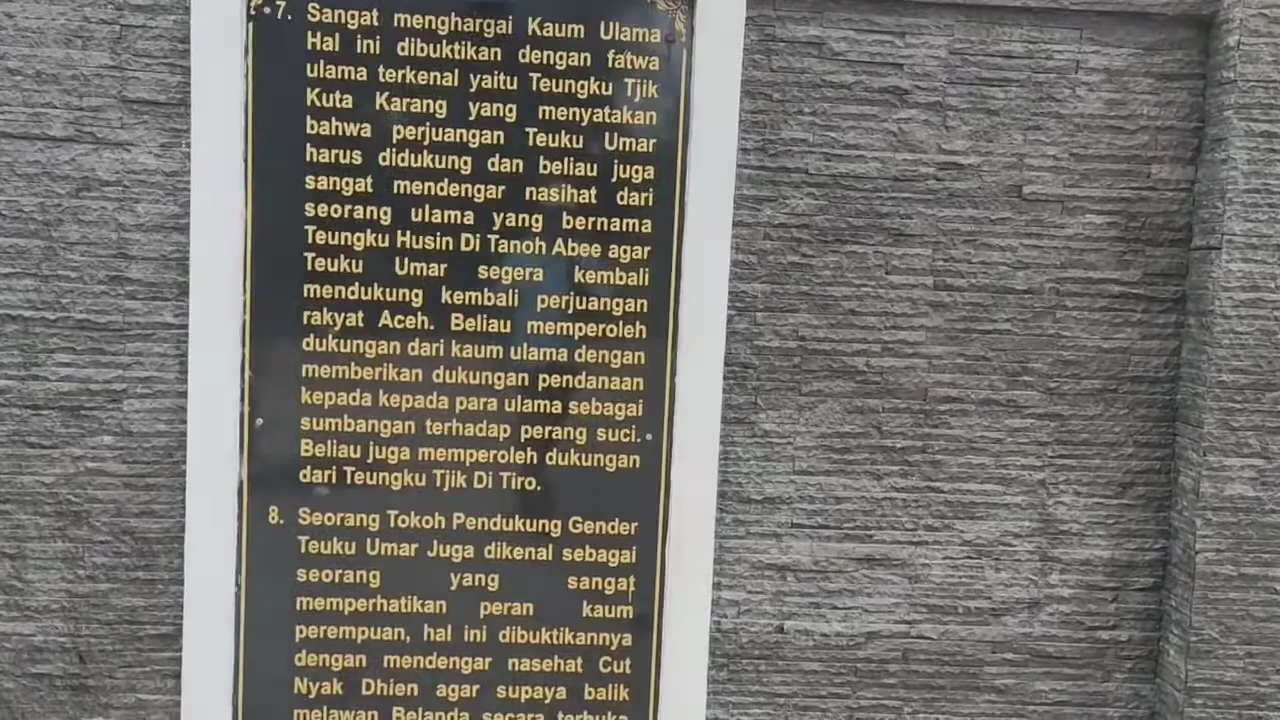 7. Sangat menghargai Kaum Ulama
Hal ini dibuktikan dengan fatwa
ulama terkenal yaitu Teungku Tjik
Kuta Karang yang menyatakan
bahwa perjuangan Teuku Umar
harus didukung dan beliau juga
sangat mendengar nasihat dari
seorang ulama yang bernama
Teungku Husin Di Tanoh Abee agar
Teuku Umar segera kembali
mendukung kembali perjuangan
rakyat Aceh. Beliau memperoleh
dukungan dari kaum ulama dengan
memberikan dukungan pendanaan
kepada kepada para ulama sebagai
sumbangan terhadap perang suci.
Beliau juga memperoleh dukungan
dari Teungku Tjik Di Tiro.
8. Seorang Tokoh Pendukung Gender
Teuku Umar Juga dikenal sebagai
seorang yang sangat
memperhatikan peran kaum
perempuan, hal ini dibuktikannya
dengan mendengar nasehat Cut
Nyak Dhien agar supaya balik
melawan Belanda secara terbuka